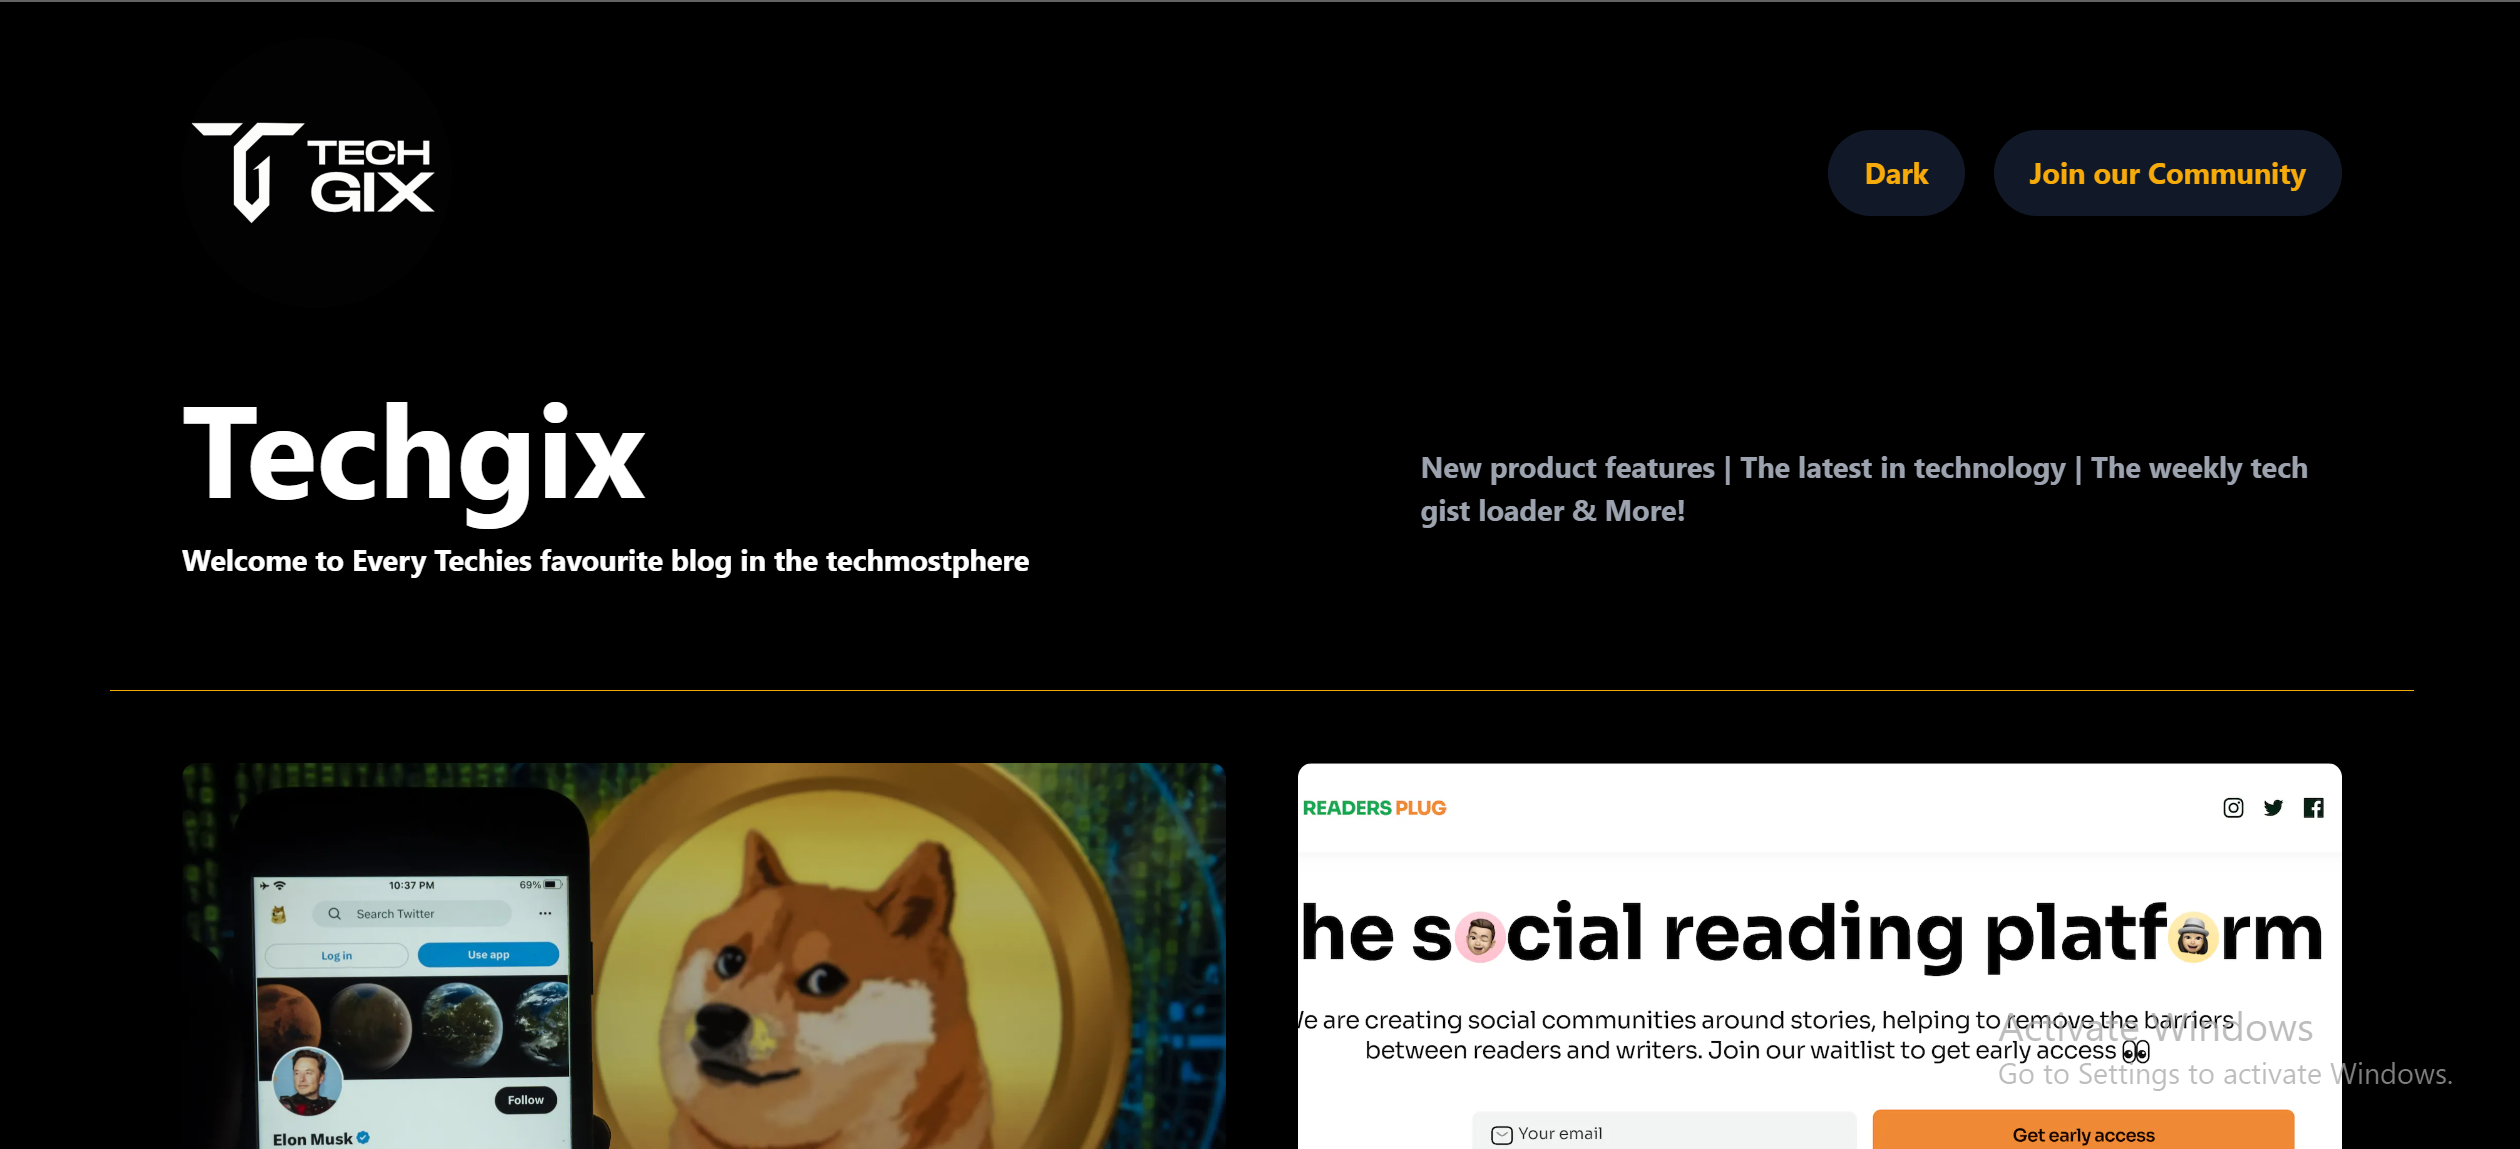 TECH
GIX
Dark
Join our Community
Techgix
Welcome to Every Techies favourite blog in the techmostphere
New product features | The latest in technology | The weekly tech
gist loader & More!
10:37 PM
69%
Search Twitter
Log in
Use app
Follow
Elon Musk
READERS PLUG
he social reading platform
e are creating social communities around stories, helping to remove the barriers
between readers and writers. Join our waitlist to get early access
Your email
Get early access
Activate Windows
Go to Settings to activate Windows.